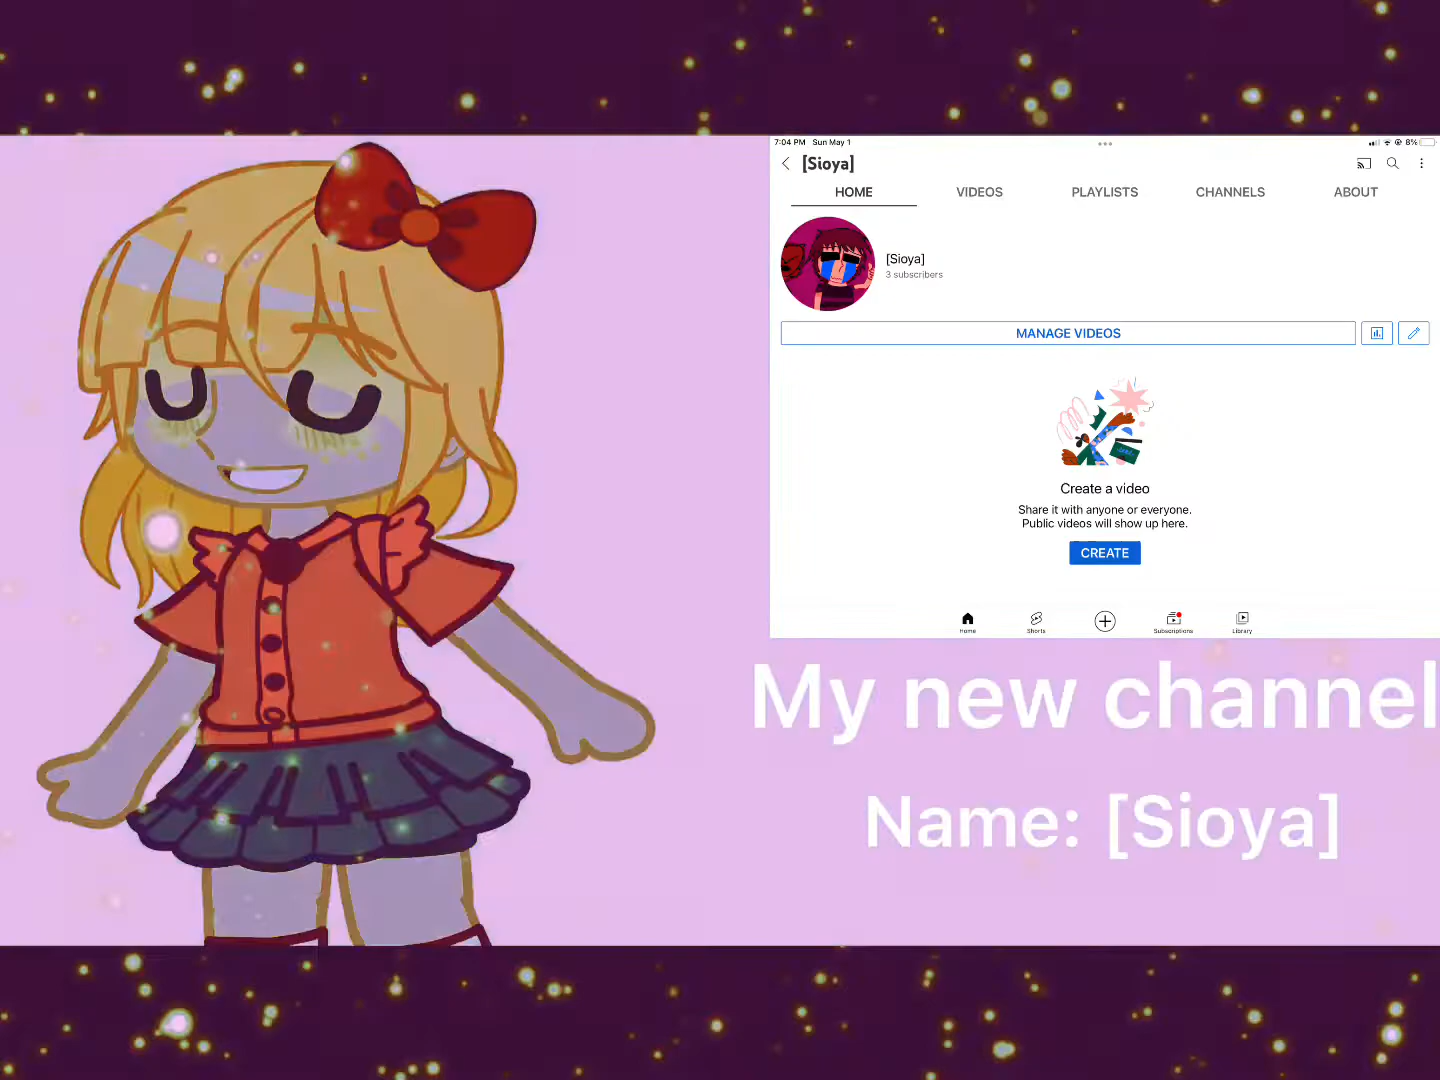 7:04 PM Sun May 1
8%
[Sioya]
HOME VIDEOS PLAYLISTS CHANNELS ABOUT
[Sioya]
3 subscribers
MANAGE VIDEOS
Create a video
Share it with anyone or everyone.
Public videos will show up here.
CREATE
Home Shorts Subscriptions Library
My new channel
Name: [Sioya]